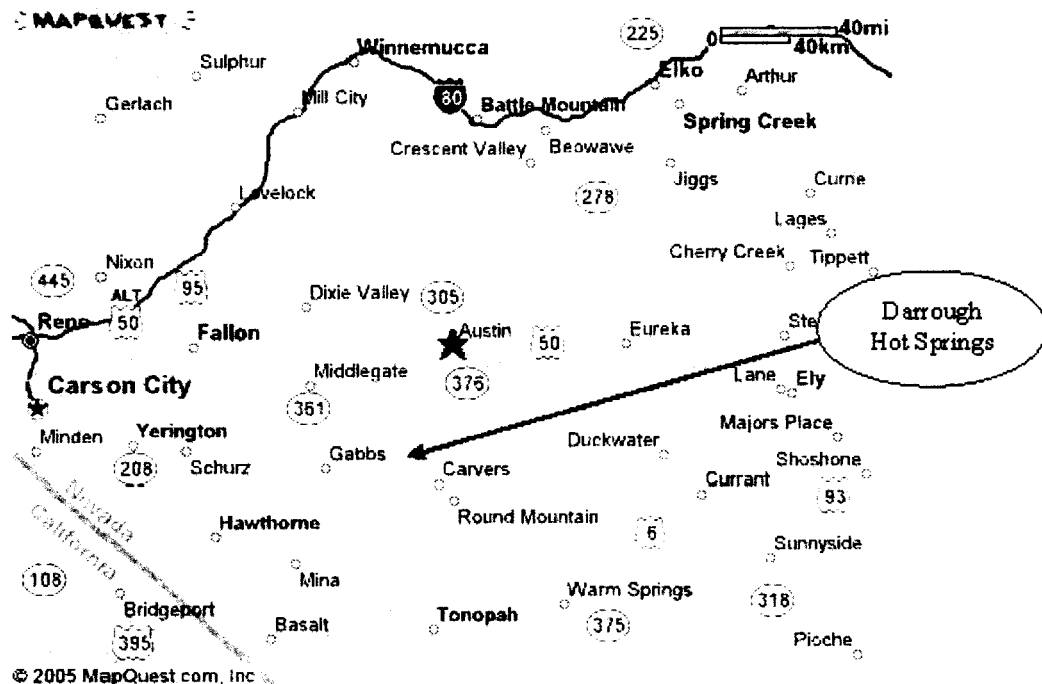 MAPQUEST
225
0 40mi
40km
Winnemucca
Sulphur
Elko
Arthur
Mill City
80
Battle Mountain
Gerlach
Spring Creek
Crescent Valley
Beowawe
Jiggs
278
Currie
Lovelock
Lages
Cherry Creek
Tippett
Nixon
445
ALT
95
50
Reno
Dixie Valley
305
Darrough
Hot Springs
Fallon
Austin
50
Eureka
Ste
Middlegate
376
Lane
Ely
Carson City
361
Majors Place
Minden
Yerington
Duckwater
208
Schurz
Gabbs
Carvers
Shoshone
Currant
93
Nevada
California
Hawthorne
Round Mountain
6
Sunnyside
108
Mina
Warm Springs
318
Bridgeport
Basalt
Tonopah
375
395
Pioche
© 2005 MapQuest.com, Inc